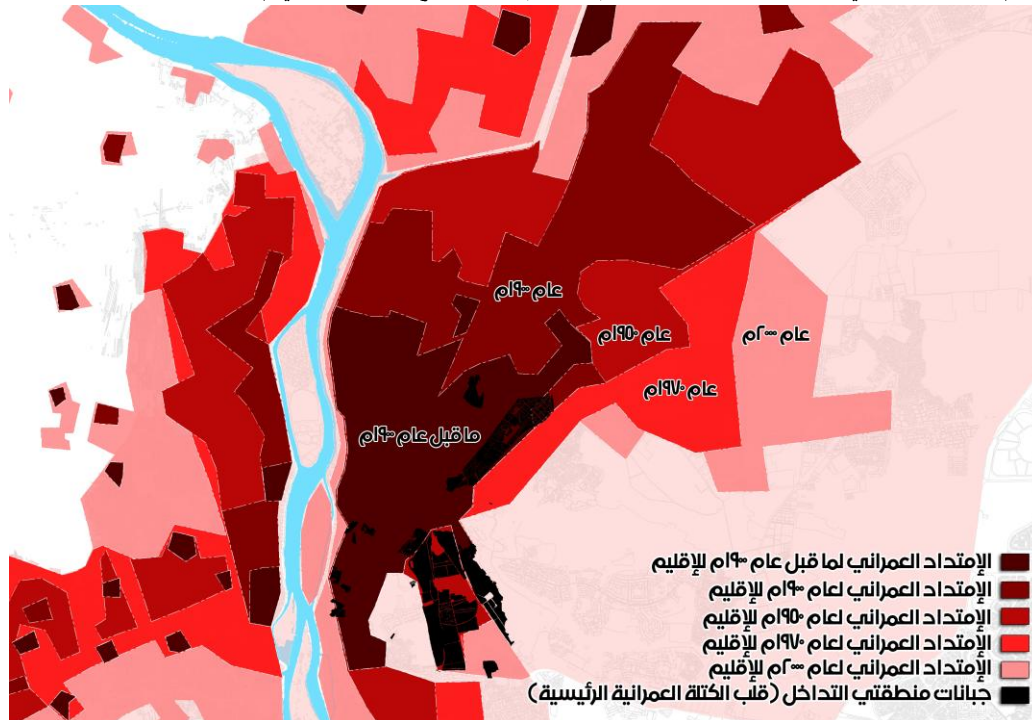 عام ١٩٠٠م
عام ١٩٥٠م
عام ٢٠٠٠م
عام ١٩٧٠م
ما قبل عام ١٩٠٠م
الإمتداد العمراني لما قبل عام ١٩٠٠م للإقليم
الإمتداد العمراني لعام ١٩٠٠م للإقليم
الإمتداد العمراني لعام ١٩٥٠م للإقليم
الإمتداد العمراني لعام ١٩٧٠م للإقليم
الإمتداد العمراني لعام ٢٠٠٠م للإقليم
جبانات منطقتي التداخل (قلب الكتلة العمرانية الرئيسية)